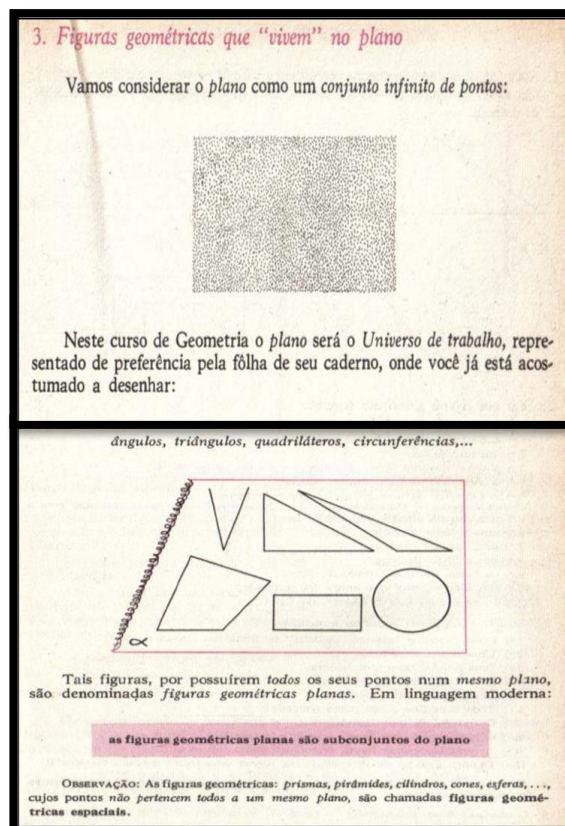 3. Figuras geométricas que “vivem” no plano
Vamos considerar o plano como um conjunto infinito de pontos:
Neste curso de Geometria o plano será o Universo de trabalho, repre-
sentado de preferência pela fôlha de seu caderno, onde você já está acos-
tumado a desenhar:
ângulos, triângulos, quadriláteros, circunferências,...
α
Tais figuras, por possuírem todos os seus pontos num mesmo plano,
são denominadas figuras geométricas planas. Em linguagem moderna:
as figuras geométricas planas são subconjuntos do plano
OBSERVAÇÃO: As figuras geométricas: prismas, pirâmides, cilindros, cones, esferas, ...,
cujos pontos não pertencem todos a um mesmo plano, são chamadas figuras geomé-
tricas espaciais.